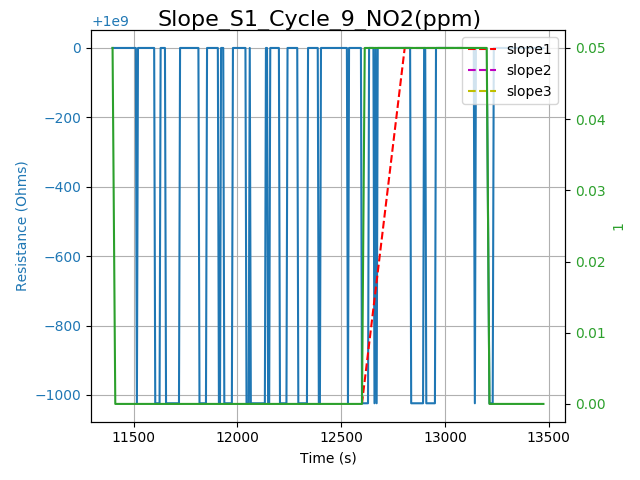 Slope_S1_Cycle_9_NO2(ppm)
+1e9
slope1
slope2
slope3
0
−200
−400
−600
−800
−1000
Resistance (Ohms)
0.05
0.04
0.03
0.02
0.01
0.00
1
11500 12000 12500 13000 13500
Time (s)